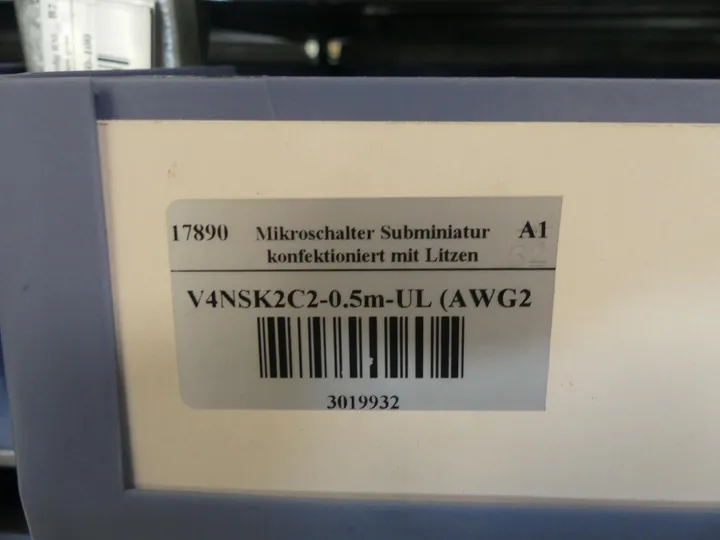 17890 Mikroschalter Subminiatur A1
konfektioniert mit Litzen
V4NSK2C2-0.5m-UL (AWG2
3019932